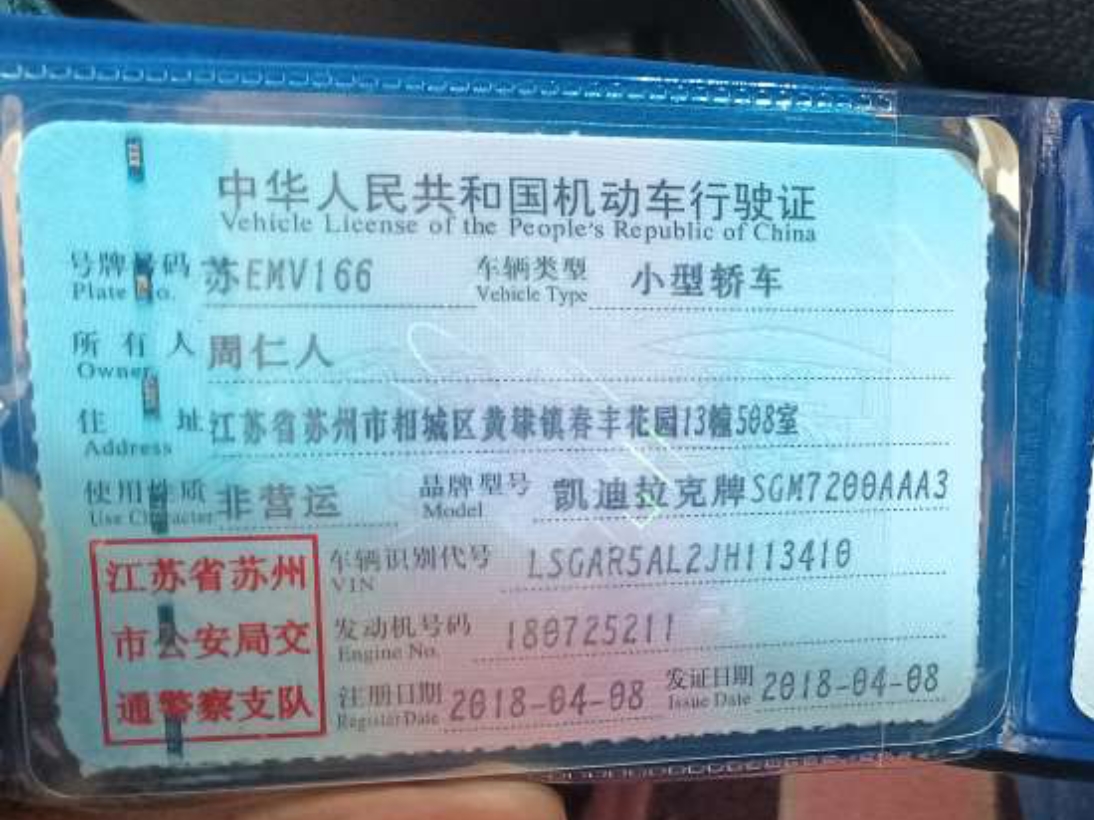 中华人民共和国机动车行驶证
Vehicle License of the People's Republic of China
号牌号码 苏EMV166 车辆类型 小型轿车
Plate No. Vehicle Type
所有人 周仁人
Owner
住址 江苏省苏州市相城区黄埭镇春丰花园13幢508室
Address
使用性质 非营运 品牌型号 凯迪拉克牌SGM7200AAA3
Use Character Model
车辆识别代号 LSGAR5AL2JH113410
VIN
发动机号码 180725211
Engine No.
注册日期 2018-04-08 发证日期 2018-04-08
Register Date Issue Date
江苏省苏州
市公安局交
通警察支队